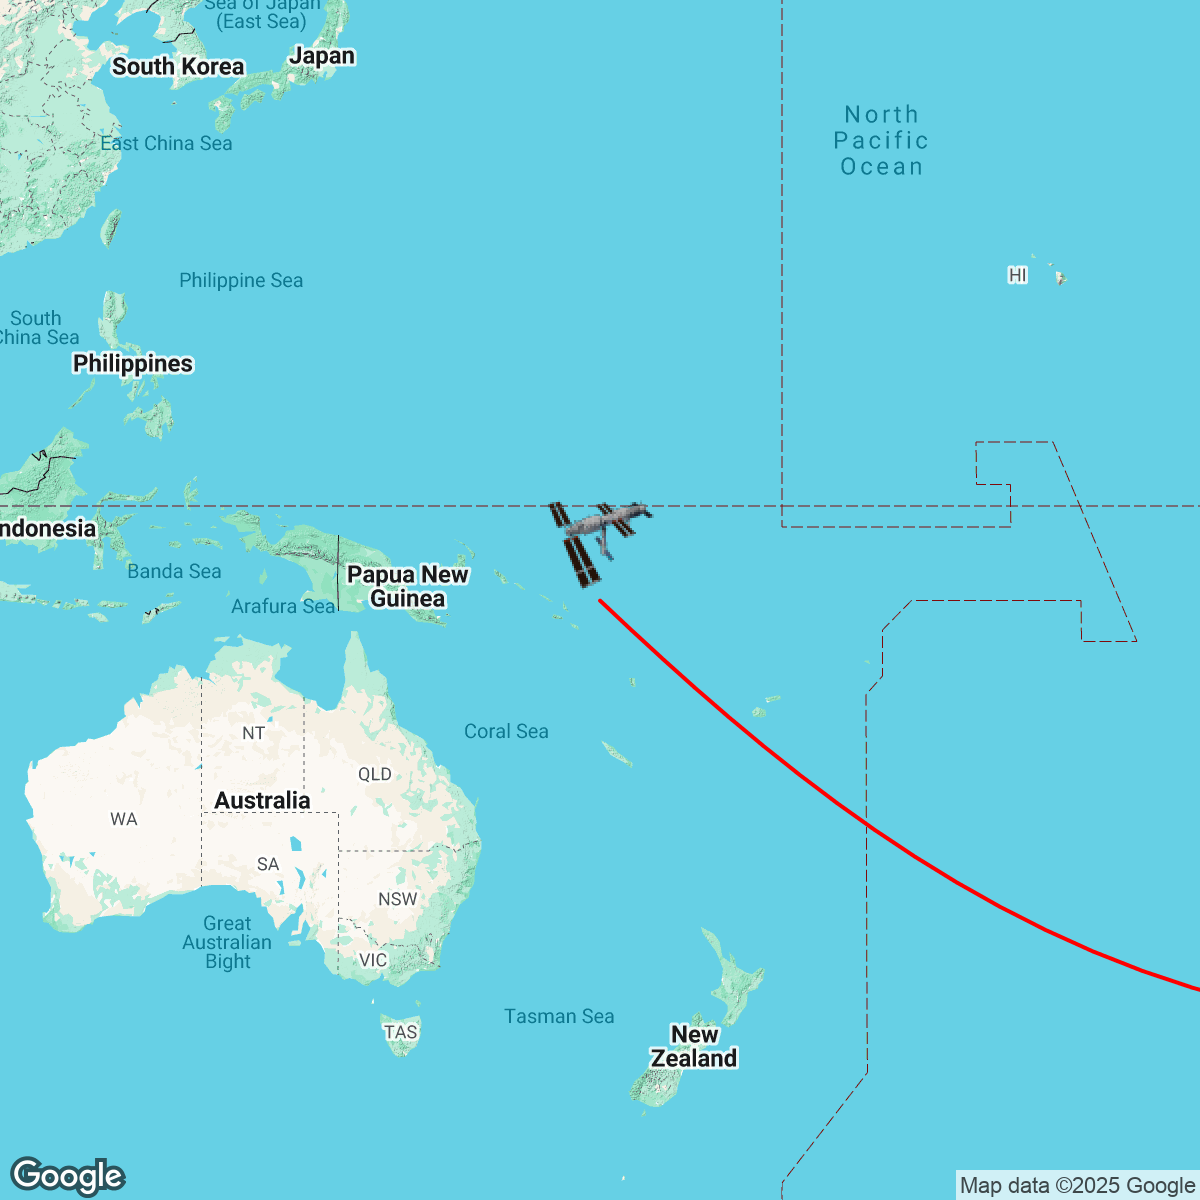 Sea of Japan
(East Sea)
Japan
South Korea
North
Pacific
Ocean
East China Sea
Philippine Sea
HI
South
China Sea
Philippines
Indonesia
Banda Sea
Papua New
Guinea
Arafura Sea
NT
Coral Sea
QLD
Australia
WA
SA
NSW
Great
Australian
Bight
VIC
Tasman Sea
TAS
New
Zealand
Google
Map data ©2025 Google